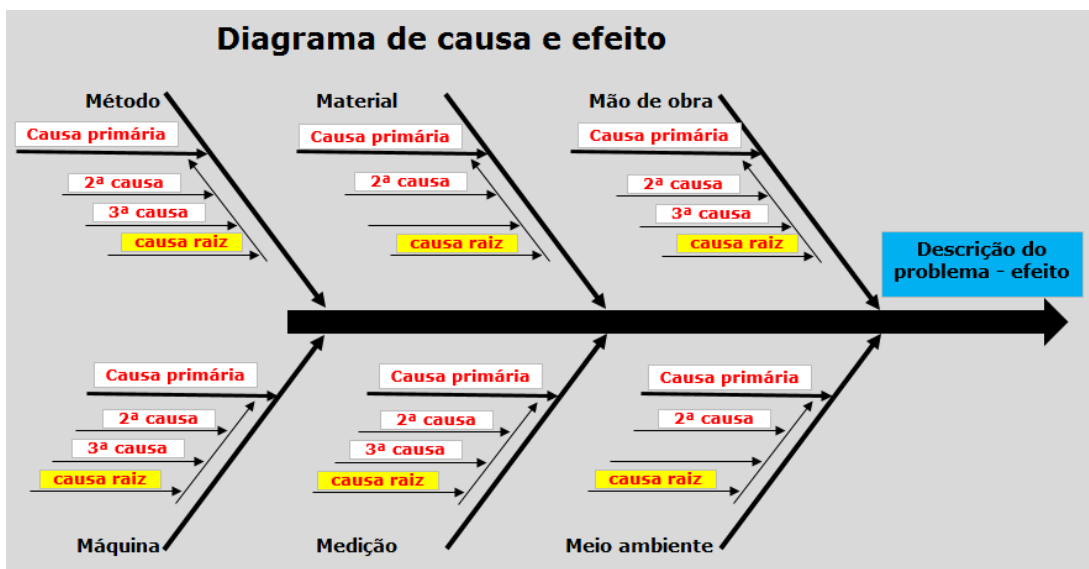 Diagrama de causa e efeito
Método
Causa primária
2ª causa
3ª causa
causa raiz
Material
Causa primária
2ª causa
causa raiz
Mão de obra
Causa primária
2ª causa
3ª causa
causa raiz
Descrição do
problema - efeito
Causa primária
2ª causa
3ª causa
causa raiz
Máquina
Causa primária
2ª causa
3ª causa
causa raiz
Medição
Causa primária
2ª causa
causa raiz
Meio ambiente